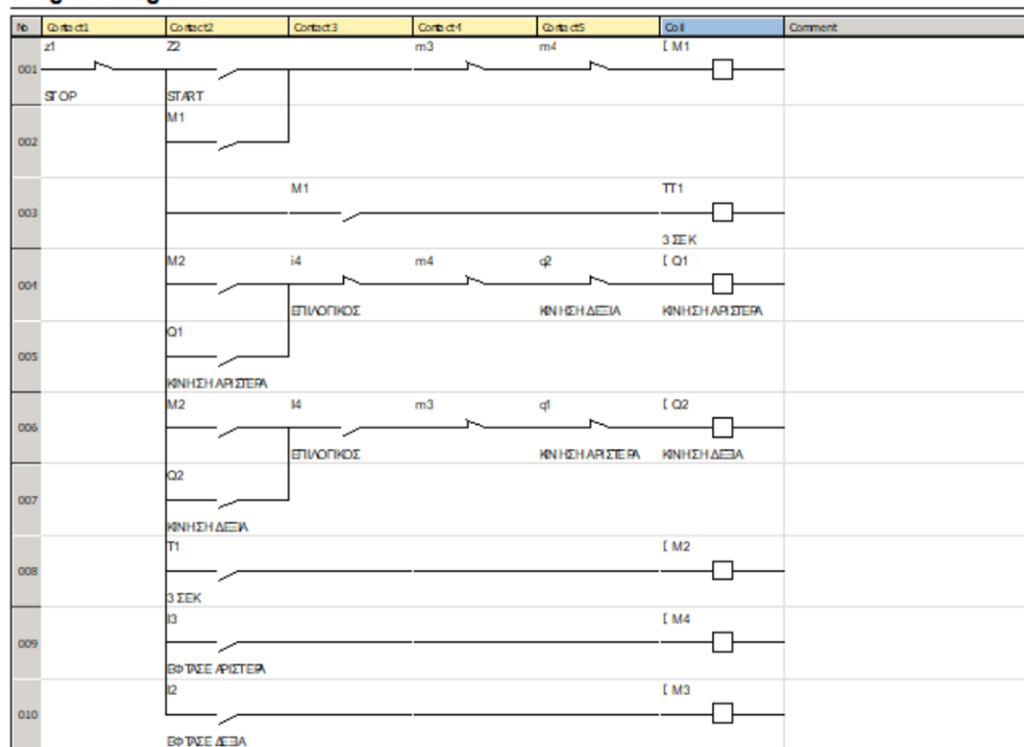 No Contact1 Contact2 Contact3 Contact4 Contact5 Coil Comment
z1 Z2 m3 m4 [ M1
001
STOP START
M1
002
M1 TT1
003
3 ΣΕΚ
M2 i4 m4 q2 [ Q1
004
ΕΠΙΛΟΓΙΚΟΣ ΚΙΝΗΣΗ ΔΕΞΙΑ ΚΙΝΗΣΗ ΑΡΙΣΤΕΡΑ
Q1
005
ΚΙΝΗΣΗ ΑΡΙΣΤΕΡΑ
M2 I4 m3 q1 [ Q2
006
ΕΠΙΛΟΓΙΚΟΣ ΚΙΝΗΣΗ ΑΡΙΣΤΕΡΑ ΚΙΝΗΣΗ ΔΕΞΙΑ
Q2
007
ΚΙΝΗΣΗ ΔΕΞΙΑ
T1 [ M2
008
3 ΣΕΚ
I3 [ M4
009
ΕΦΤΑΣΕ ΑΡΙΣΤΕΡΑ
I2 [ M3
010
ΕΦΤΑΣΕ ΔΕΞΙΑ